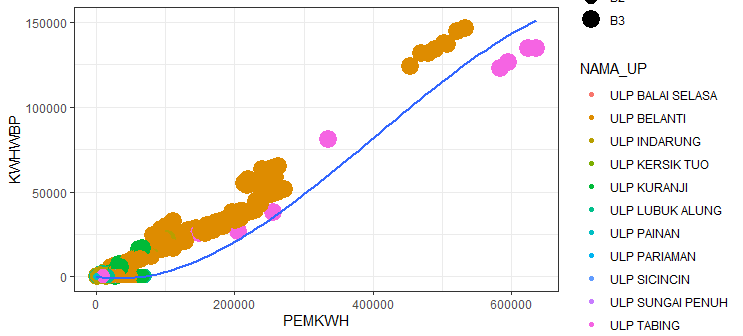 B2
B3
NAMA_UP
ULP BALAI SELASA
ULP BELANTI
ULP INDARUNG
ULP KERSIK TUO
ULP KURANJI
ULP LUBUK ALUNG
ULP PAINAN
ULP PARIAMAN
ULP SICINCIN
ULP SUNGAI PENUH
ULP TABING
KWHWBP
150000
100000
50000
0
0
200000
400000
600000
PEMKWH